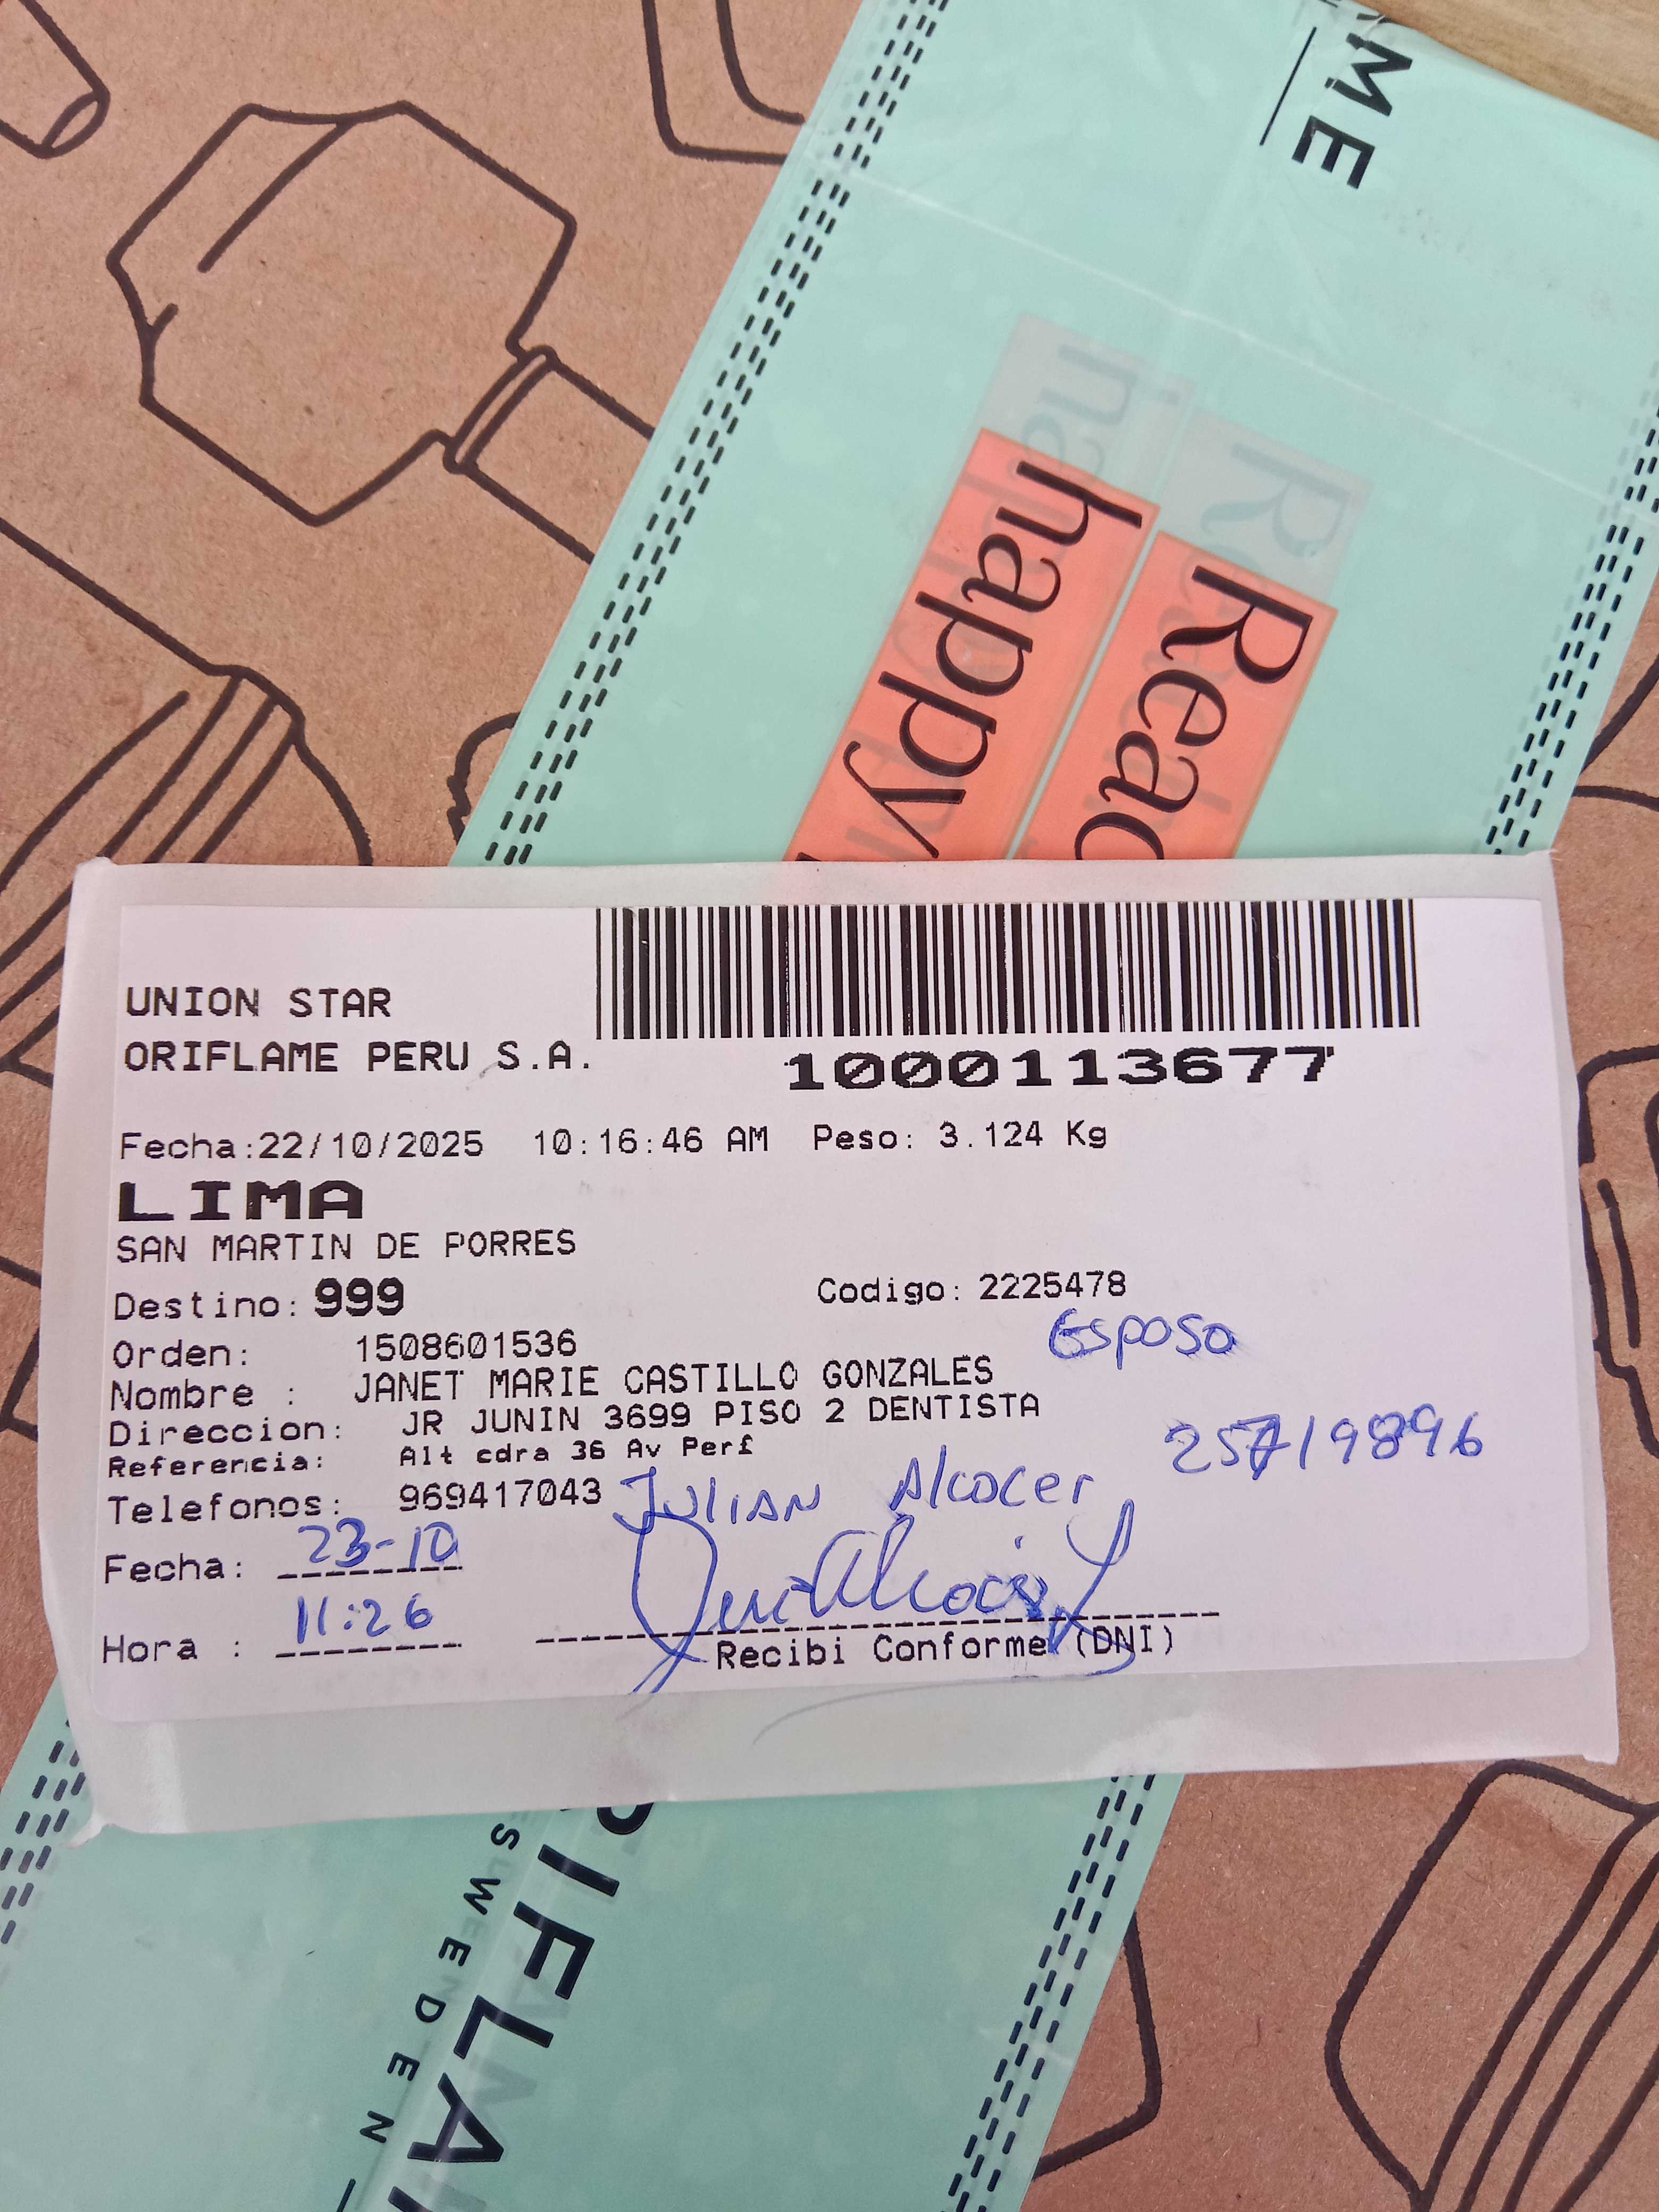 ME
happy
Read
UNION STAR
ORIFLAME PERU S.A.
1000113677
Fecha:22/10/2025 10:16:46 AM Peso: 3.124 Kg
LIMA
SAN MARTIN DE PORRES
Destino: 999 Codigo: 2225478
Esposo
Orden: 1508601536
Nombre : JANET MARIE CASTILLO GONZALES
Direccion: JR JUNIN 3699 PISO 2 DENTISTA
Referencia: Alt cdra 36 Av Perú
Telefonos: 969417043
JULIAN Alcocer
Fecha: 23-10
Hora : 11:26
Recibi Conforme (DNI)
RIFLA
SWEDEN